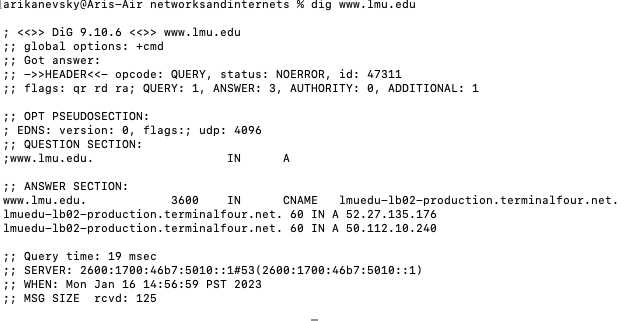 arikanevsky@Aris-Air networksandinternets % dig www.lmu.edu
; <<>> DiG 9.10.6 <<>> www.lmu.edu
;; global options: +cmd
;; Got answer:
;; ->>HEADER<<- opcode: QUERY, status: NOERROR, id: 47311
;; flags: qr rd ra; QUERY: 1, ANSWER: 3, AUTHORITY: 0, ADDITIONAL: 1
;; OPT PSEUDOSECTION:
; EDNS: version: 0, flags:; udp: 4096
;; QUESTION SECTION:
;www.lmu.edu. IN A
;; ANSWER SECTION:
www.lmu.edu. 3600 IN CNAME lmuedu-lb02-production.terminalfour.net.
lmuedu-lb02-production.terminalfour.net. 60 IN A 52.27.135.176
lmuedu-lb02-production.terminalfour.net. 60 IN A 50.112.10.240
;; Query time: 19 msec
;; SERVER: 2600:1700:46b7:5010::1#53(2600:1700:46b7:5010::1)
;; WHEN: Mon Jan 16 14:56:59 PST 2023
;; MSG SIZE rcvd: 125